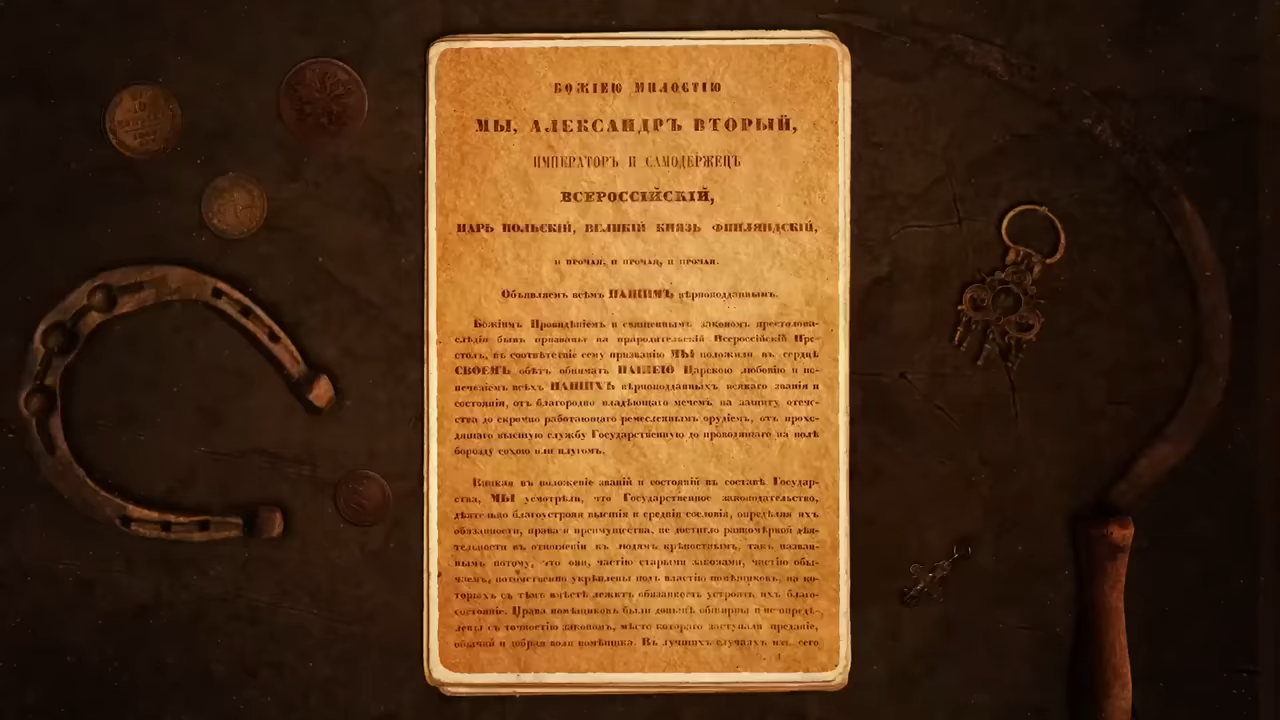 БОЖІЕЮ МИЛОСТІЮ
МЫ, АЛЕКСАНДРЪ ВТОРЫЙ,
ИМПЕРАТОРЪ И САМОДЕРЖЕЦЪ
ВСЕРОССІЙСКІЙ,
ЦАРЬ ПОЛЬСКІЙ, ВЕЛИКІЙ КНЯЗЬ ФИНЛЯНДСКІЙ,
И ПРОЧАЯ, И ПРОЧАЯ, И ПРОЧАЯ.
Объявляемъ всѣмъ НАШИМЪ вѣрноподданнымъ.
Божіимъ Провидѣніемъ и священнымъ закономъ престолона-
слѣдія бывъ призваны на прародительскій Всероссійскій Пре-
столъ, въ соотвѣтствіе сему призванію МЫ положили въ сердцѣ
СВОЕМЪ обѣтъ обнимать НАШЕЮ Царскою любовію и по-
печеніемъ всѣхъ НАШИХЪ вѣрноподданныхъ всякаго званія и
состоянія, отъ благородно владѣющаго мечемъ на защиту отече-
ства до скромно работающаго ремесленнымъ орудіемъ, отъ прохо-
дящаго высшую службу Государственную до проводящаго на полѣ
борозду сохою или плугомъ.
Вникая въ положеніе званій и состояній въ составѣ Государ-
ства, МЫ усмотрѣли, что Государственное законодательство,
дѣятельно благоустрояя высшія и среднія сословія, опредѣляя ихъ
обязанности, права и преимущества, не достигло равномѣрной дѣя-
тельности въ отношеніи къ людямъ крѣпостнымъ, такъ назван-
нымъ потому, что они, частію старыми законами, частію обы-
чаемъ, потомственно укрѣплены подъ властію помѣщиковъ, на ко-
торыхъ съ тѣмъ вмѣстѣ лежитъ обязанность устроять ихъ благо-
состояніе. Права помѣщиковъ были донынѣ обширны и не опредѣ-
лены съ точностію закономъ, мѣсто котораго заступали преданіе,
обычай и добрая воля помѣщика. Въ лучшихъ случаяхъ изъ сего
10